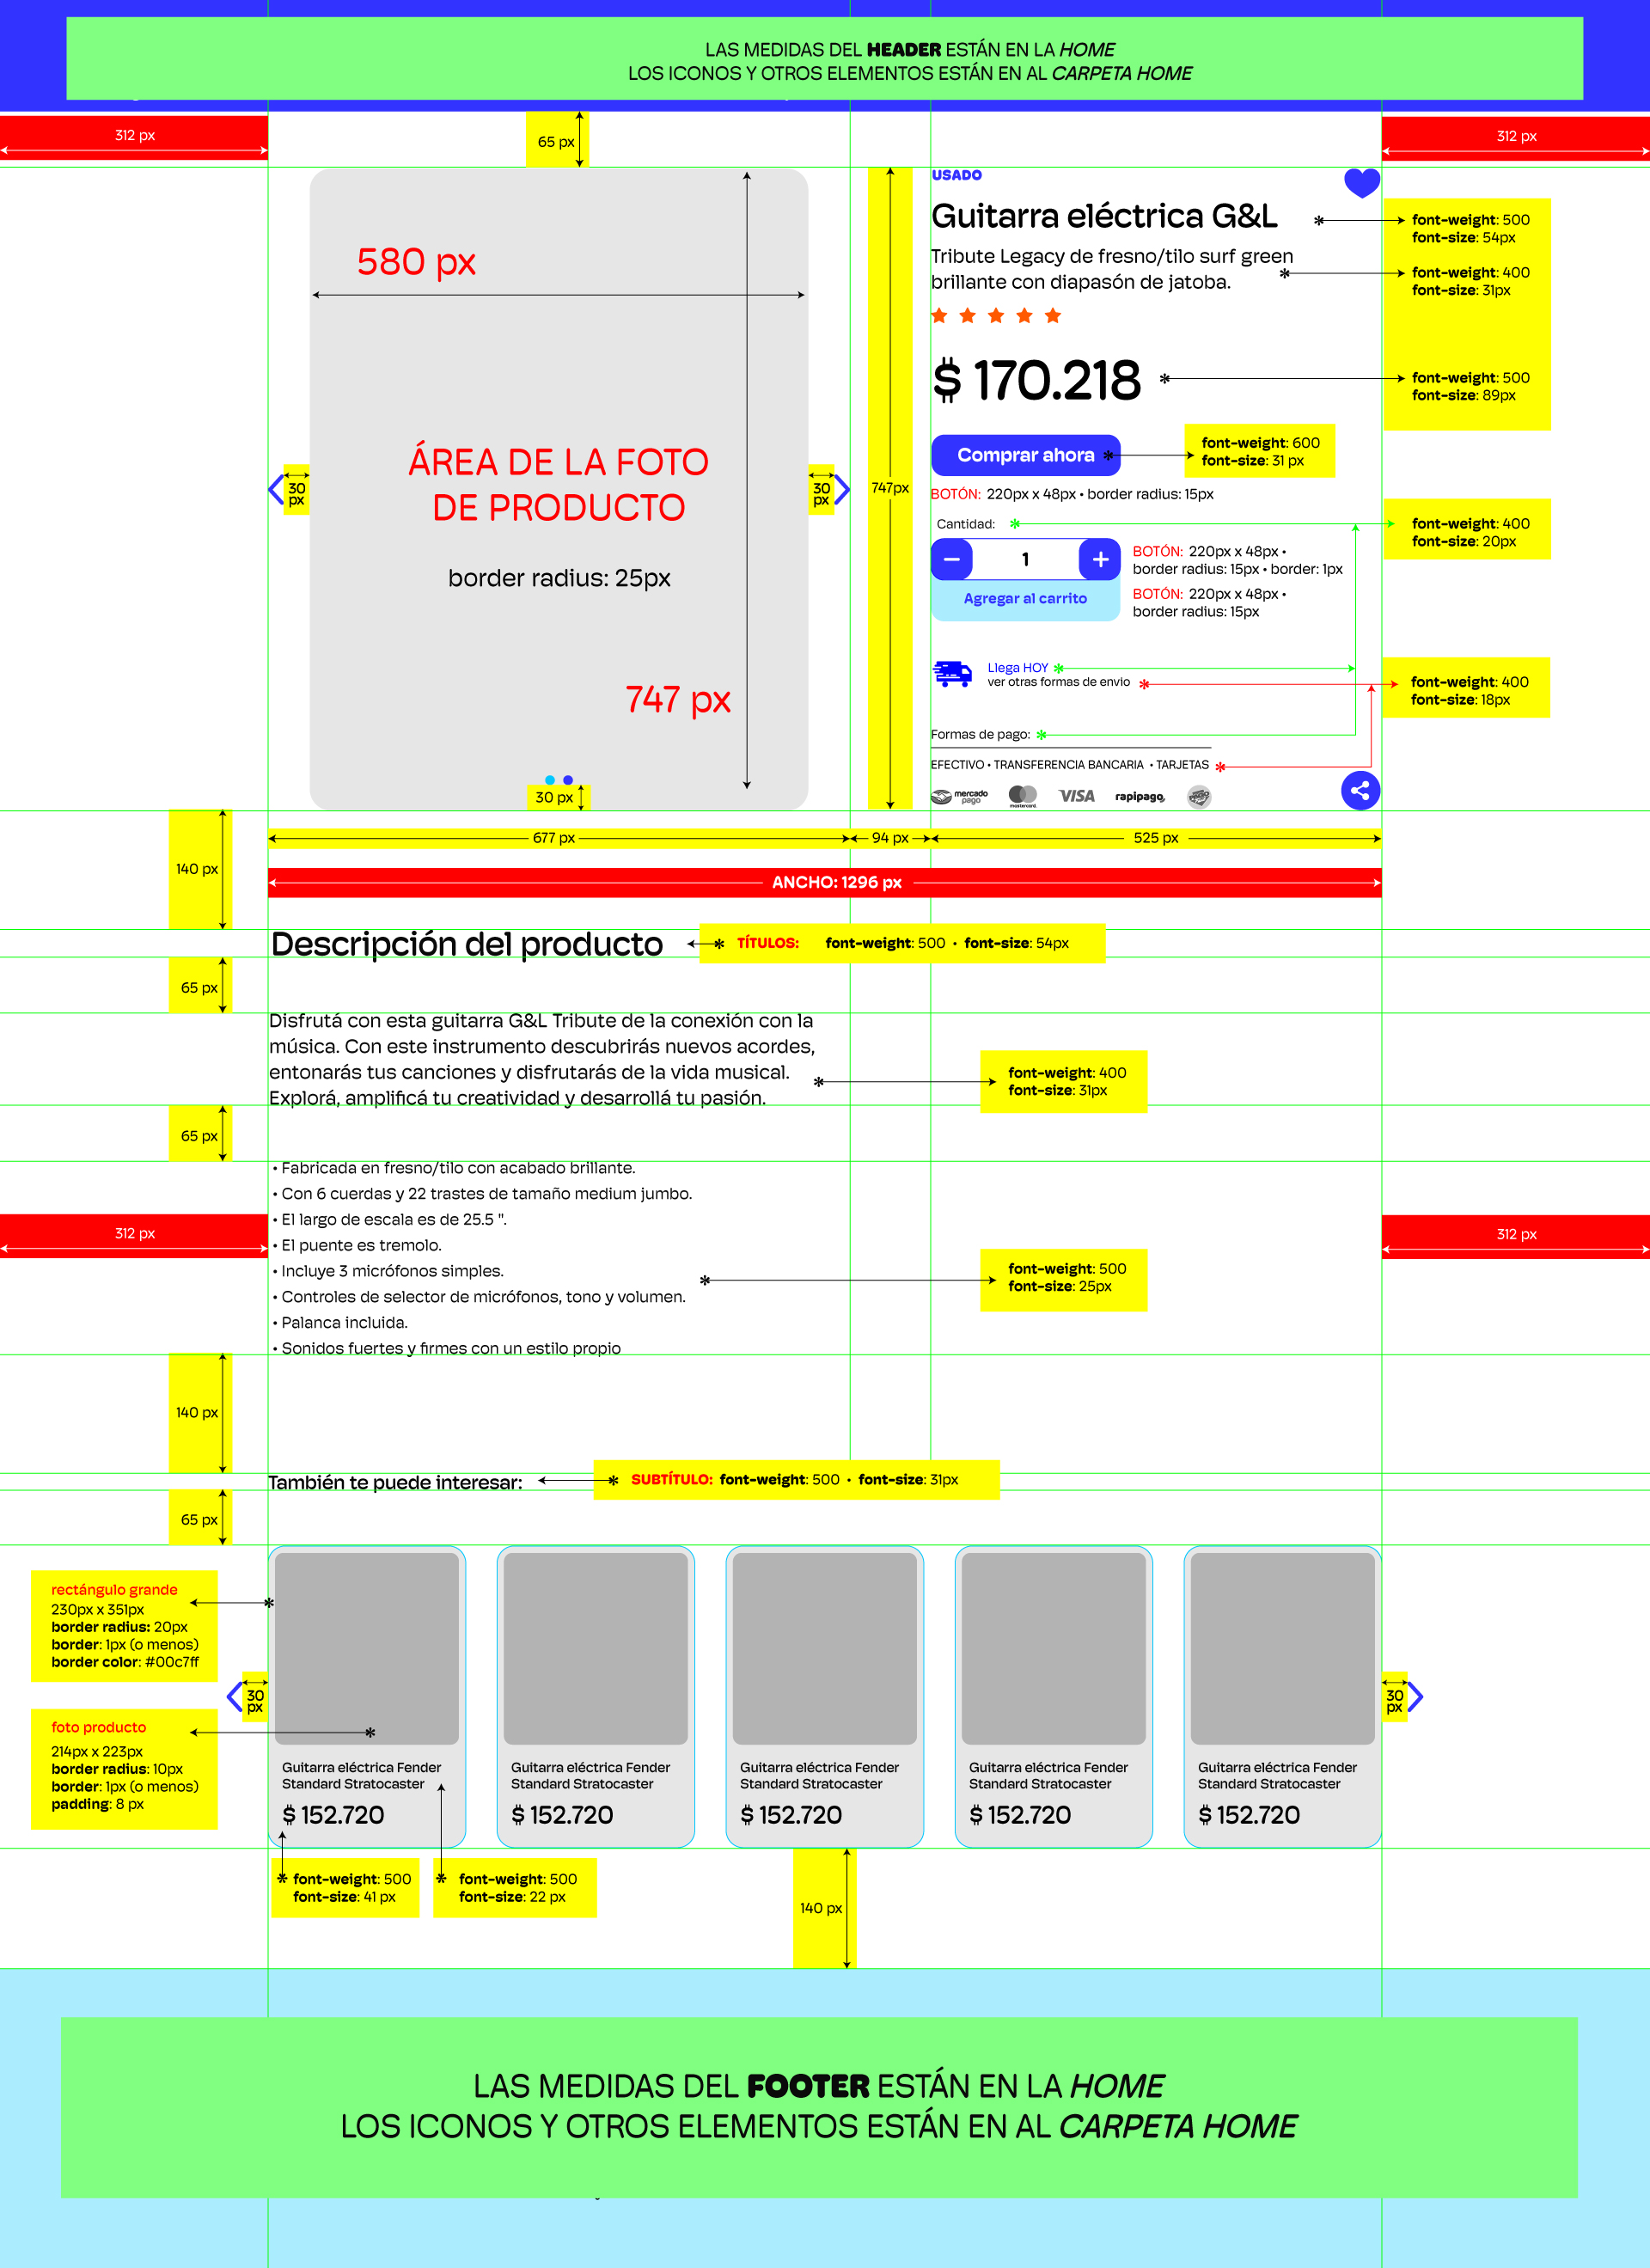 LAS MEDIDAS DEL HEADER ESTÁN EN LA HOME
LOS ICONOS Y OTROS ELEMENTOS ESTÁN EN AL CARPETA HOME
312 px
65 px
312 px
USADO
Guitarra eléctrica G&L
Tribute Legacy de fresno/tilo surf green
brillante con diapasón de jatoba.
font-weight: 500
font-size: 54px
font-weight: 400
font-size: 31px
580 px
$ 170.218
font-weight: 500
font-size: 89px
ÁREA DE LA FOTO
DE PRODUCTO
border radius: 25px
747 px
30
px
30
px
30 px
747px
Comprar ahora
font-weight: 600
font-size: 31 px
BOTÓN: 220px x 48px • border radius: 15px
Cantidad:
font-weight: 400
font-size: 20px
1
BOTÓN: 220px x 48px •
border radius: 15px • border: 1px
Agregar al carrito
BOTÓN: 220px x 48px •
border radius: 15px
Llega HOY
ver otras formas de envio
font-weight: 400
font-size: 18px
Formas de pago:
EFECTIVO • TRANSFERENCIA BANCARIA • TARJETAS
mercado
pago
mastercard
VISA
rapipago
677 px
94 px
525 px
140 px
ANCHO: 1296 px
Descripción del producto
TÍTULOS: font-weight: 500 • font-size: 54px
65 px
Disfrutá con esta guitarra G&L Tribute de la conexión con la
música. Con este instrumento descubrirás nuevos acordes,
entonarás tus canciones y disfrutarás de la vida musical.
Explorá, amplificá tu creatividad y desarrollá tu pasión.
font-weight: 400
font-size: 31px
65 px
• Fabricada en fresno/tilo con acabado brillante.
• Con 6 cuerdas y 22 trastes de tamaño medium jumbo.
• El largo de escala es de 25.5 ".
• El puente es tremolo.
• Incluye 3 micrófonos simples.
• Controles de selector de micrófonos, tono y volumen.
• Palanca incluida.
• Sonidos fuertes y firmes con un estilo propio
312 px
312 px
font-weight: 500
font-size: 25px
140 px
También te puede interesar:
SUBTÍTULO: font-weight: 500 • font-size: 31px
65 px
rectángulo grande
230px x 351px
border radius: 20px
border: 1px (o menos)
border color: #00c7ff
30
px
30
px
foto producto
214px x 223px
border radius: 10px
border: 1px (o menos)
padding: 8 px
Guitarra eléctrica Fender
Standard Stratocaster
$ 152.720
Guitarra eléctrica Fender
Standard Stratocaster
$ 152.720
Guitarra eléctrica Fender
Standard Stratocaster
$ 152.720
Guitarra eléctrica Fender
Standard Stratocaster
$ 152.720
Guitarra eléctrica Fender
Standard Stratocaster
$ 152.720
font-weight: 500
font-size: 41 px
font-weight: 500
font-size: 22 px
140 px
LAS MEDIDAS DEL FOOTER ESTÁN EN LA HOME
LOS ICONOS Y OTROS ELEMENTOS ESTÁN EN AL CARPETA HOME